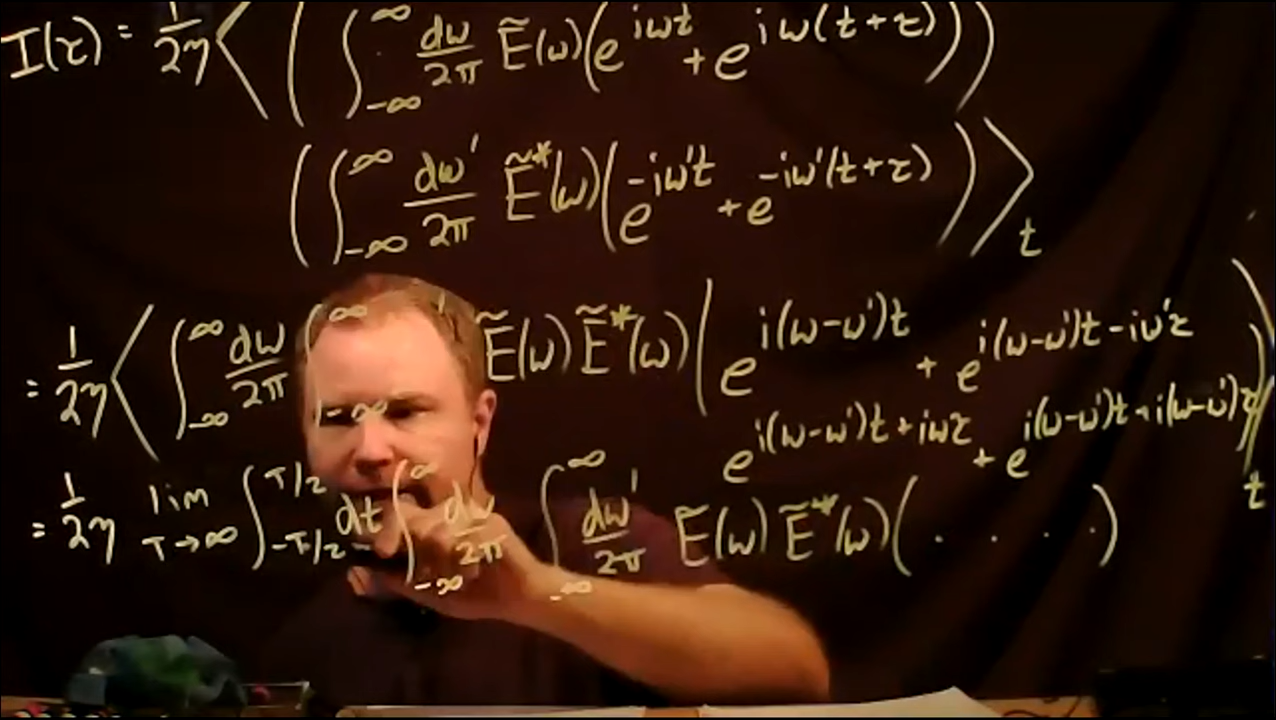 I(τ) = 1/2η ⟨ ( ∫_{-∞}^{∞} dω/2π Ẽ(ω)(e^{iωt} + e^{iω(t+τ)}) )
( ∫_{-∞}^{∞} dω'/2π Ẽ*(ω)(e^{-iω't} + e^{-iω'(t+τ)}) ) ⟩_t
= 1/2η ⟨ ∫_{-∞}^{∞} dω/2π ∫_{-∞}^{∞} Ẽ(ω) Ẽ*(ω) ( e^{i(ω-ω')t} + e^{i(ω-ω')t-iω'τ}
e^{i(ω-ω')t+iωτ} + e^{i(ω-ω')t+i(ω-ω')τ} ) ⟩_t
= 1/2η lim_{T→∞} ∫_{-T/2}^{T/2} dt ∫_{-∞}^{∞} dω/2π ∫_{-∞}^{∞} dω'/2π Ẽ(ω) Ẽ*(ω) ( . . . . )